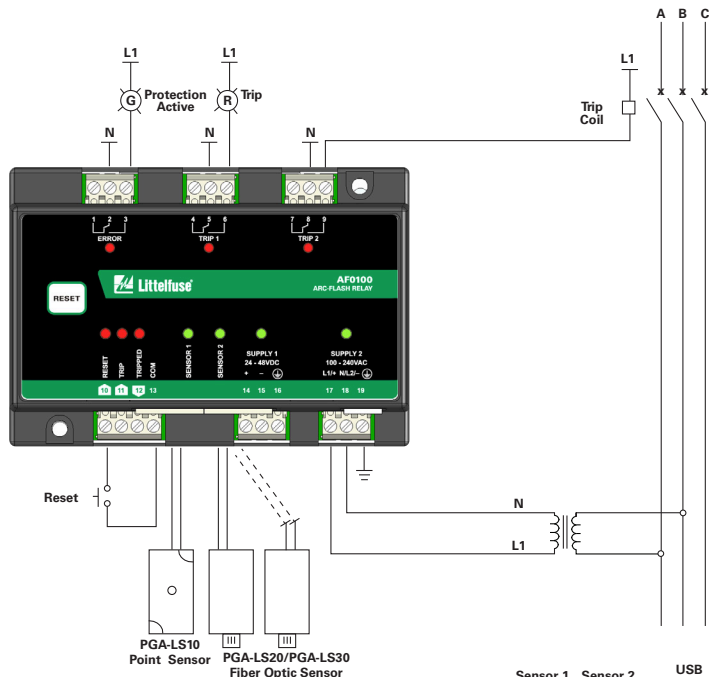 A B C
L1 L1 L1
G Protection Active
R Trip
Trip Coil
N N N
1 2 3 4 5 6 7 8 9
ERROR TRIP 1 TRIP 2
Littelfuse
AF0100
ARC-FLASH RELAY
RESET
RESET TRIP TRIPPED COM SENSOR 1 SENSOR 2
SUPPLY 1
24 - 48VDC
+ –
SUPPLY 2
100 - 240VAC
L1/+ N/L2/–
10 11 12 13 14 15 16 17 18 19
Reset
N
L1
PGA-LS10
Point Sensor
PGA-LS20/PGA-LS30
Fiber Optic Sensor
Sensor 1 Sensor 2
USB